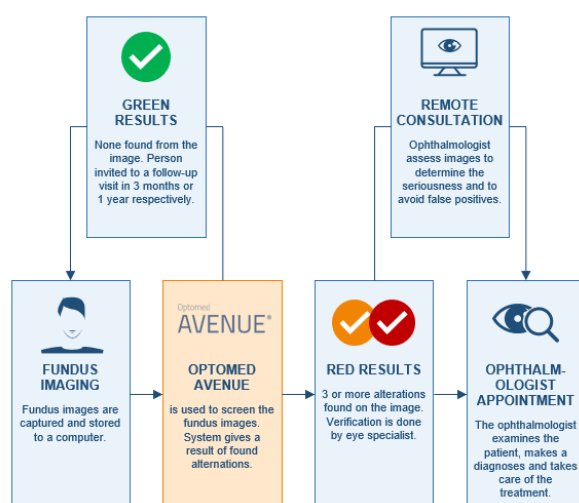 GREEN
RESULTS
None found from
the image. Person
invited to a follow-up
visit in 3 months or
1 year respectively.
REMOTE
CONSULTATION
Ophthalmologist
assess images to
determine the
seriousness and to
avoid false positives.
FUNDUS
IMAGING
Fundus images are
captured and stored
to a computer.
Optomed
AVENUE®
OPTOMED
AVENUE
is used to screen the
fundus images.
System gives a
result of found
alternations.
RED RESULTS
3 or more alterations
found on the image.
Verification is done
by eye specialist.
OPHTHALM-
OLOGIST
APPOINTMENT
The ophthalmologist
examines the
patient, makes a
diagnoses and takes
care of the
treatment.